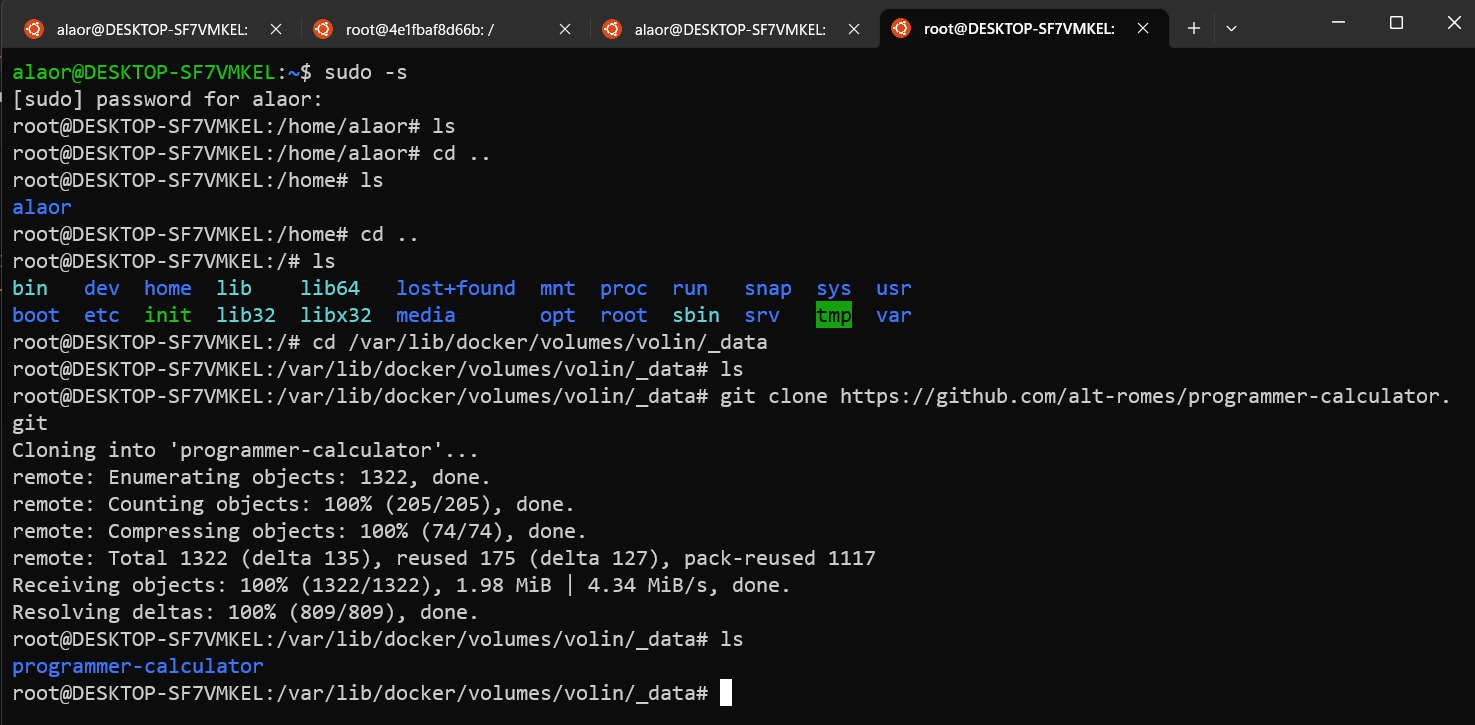 alaor@DESKTOP-SF7VMKEL: root@4e1fbaf8d66b: / alaor@DESKTOP-SF7VMKEL: root@DESKTOP-SF7VMKEL:
alaor@DESKTOP-SF7VMKEL:~$ sudo -s
[sudo] password for alaor:
root@DESKTOP-SF7VMKEL:/home/alaor# ls
root@DESKTOP-SF7VMKEL:/home/alaor# cd ..
root@DESKTOP-SF7VMKEL:/home# ls
alaor
root@DESKTOP-SF7VMKEL:/home# cd ..
root@DESKTOP-SF7VMKEL:/# ls
bin   dev  home  lib    lib64   lost+found  mnt  proc  run   snap  sys  usr
boot  etc  init  lib32  libx32  media       opt  root  sbin  srv   tmp  var
root@DESKTOP-SF7VMKEL:/# cd /var/lib/docker/volumes/volin/_data
root@DESKTOP-SF7VMKEL:/var/lib/docker/volumes/volin/_data# ls
root@DESKTOP-SF7VMKEL:/var/lib/docker/volumes/volin/_data# git clone https://github.com/alt-romes/programmer-calculator.
git
Cloning into 'programmer-calculator'...
remote: Enumerating objects: 1322, done.
remote: Counting objects: 100% (205/205), done.
remote: Compressing objects: 100% (74/74), done.
remote: Total 1322 (delta 135), reused 175 (delta 127), pack-reused 1117
Receiving objects: 100% (1322/1322), 1.98 MiB | 4.34 MiB/s, done.
Resolving deltas: 100% (809/809), done.
root@DESKTOP-SF7VMKEL:/var/lib/docker/volumes/volin/_data# ls
programmer-calculator
root@DESKTOP-SF7VMKEL:/var/lib/docker/volumes/volin/_data#